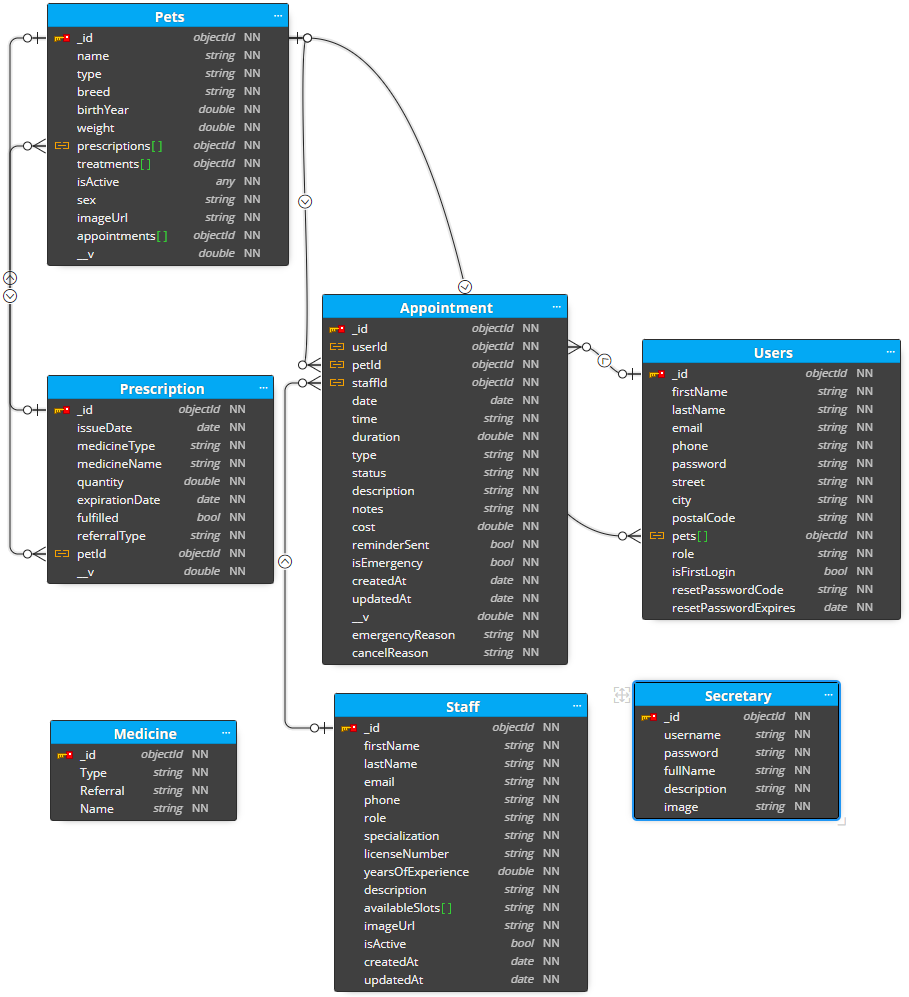 Pets ...
_id objectId NN
name string NN
type string NN
breed string NN
birthYear double NN
weight double NN
prescriptions[] objectId NN
treatments[] objectId NN
isActive any NN
sex string NN
imageUrl string NN
appointments[] objectId NN
__v double NN
Appointment ...
_id objectId NN
userId objectId NN
petId objectId NN
staffId objectId NN
date date NN
time string NN
duration double NN
type string NN
status string NN
description string NN
notes string NN
cost double NN
reminderSent bool NN
isEmergency bool NN
createdAt date NN
updatedAt date NN
__v double NN
emergencyReason string NN
cancelReason string NN
Users ...
_id objectId NN
firstName string NN
lastName string NN
email string NN
phone string NN
password string NN
street string NN
city string NN
postalCode string NN
pets[] objectId NN
role string NN
isFirstLogin bool NN
resetPasswordCode string NN
resetPasswordExpires date NN
Prescription ...
_id objectId NN
issueDate date NN
medicineType string NN
medicineName string NN
quantity double NN
expirationDate date NN
fulfilled bool NN
referralType string NN
petId objectId NN
__v double NN
Medicine ...
_id objectId NN
Type string NN
Referral string NN
Name string NN
Staff ...
_id objectId NN
firstName string NN
lastName string NN
email string NN
phone string NN
role string NN
specialization string NN
licenseNumber string NN
yearsOfExperience double NN
description string NN
availableSlots[] string NN
imageUrl string NN
isActive bool NN
createdAt date NN
updatedAt date NN
Secretary ...
_id objectId NN
username string NN
password string NN
fullName string NN
description string NN
image string NN